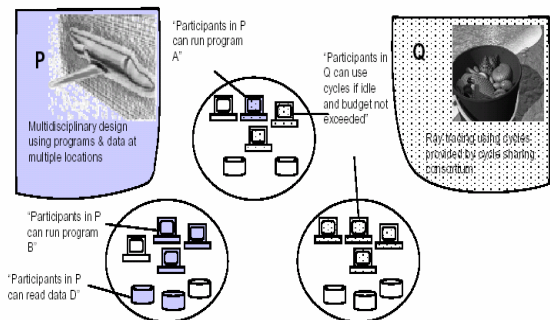 P
Multidisciplinary design
using programs & data at
multiple locations
“Participants in P
can run program
A”
“Participants in
Q can use
cycles if idle
and budget not
exceeded”
Q
Ray tracing using cycles
provided by cycle sharing
consortium
“Participants in P
can run program
B”
“Participants in P
can read data D”